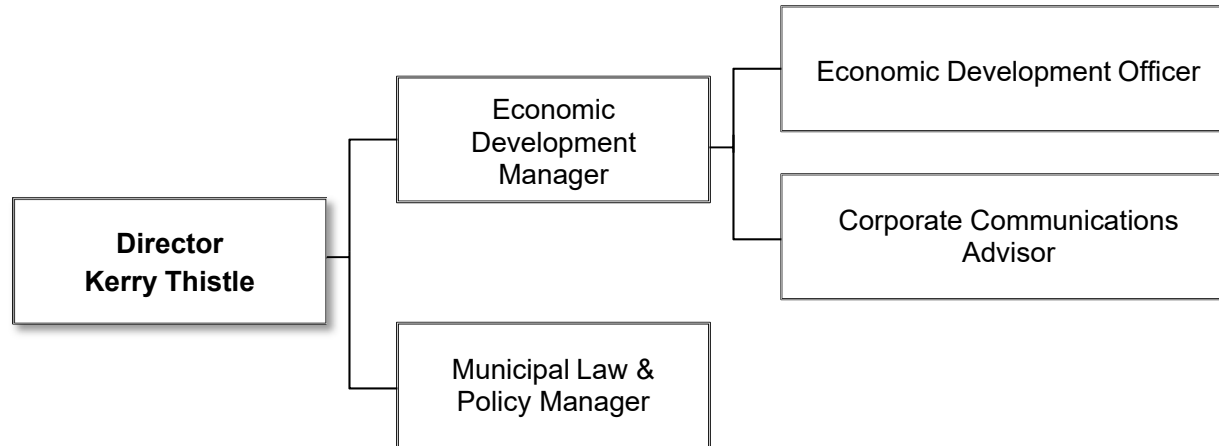 Director
Kerry Thistle
Economic
Development
Manager
Municipal Law &
Policy Manager
Economic Development Officer
Corporate Communications
Advisor